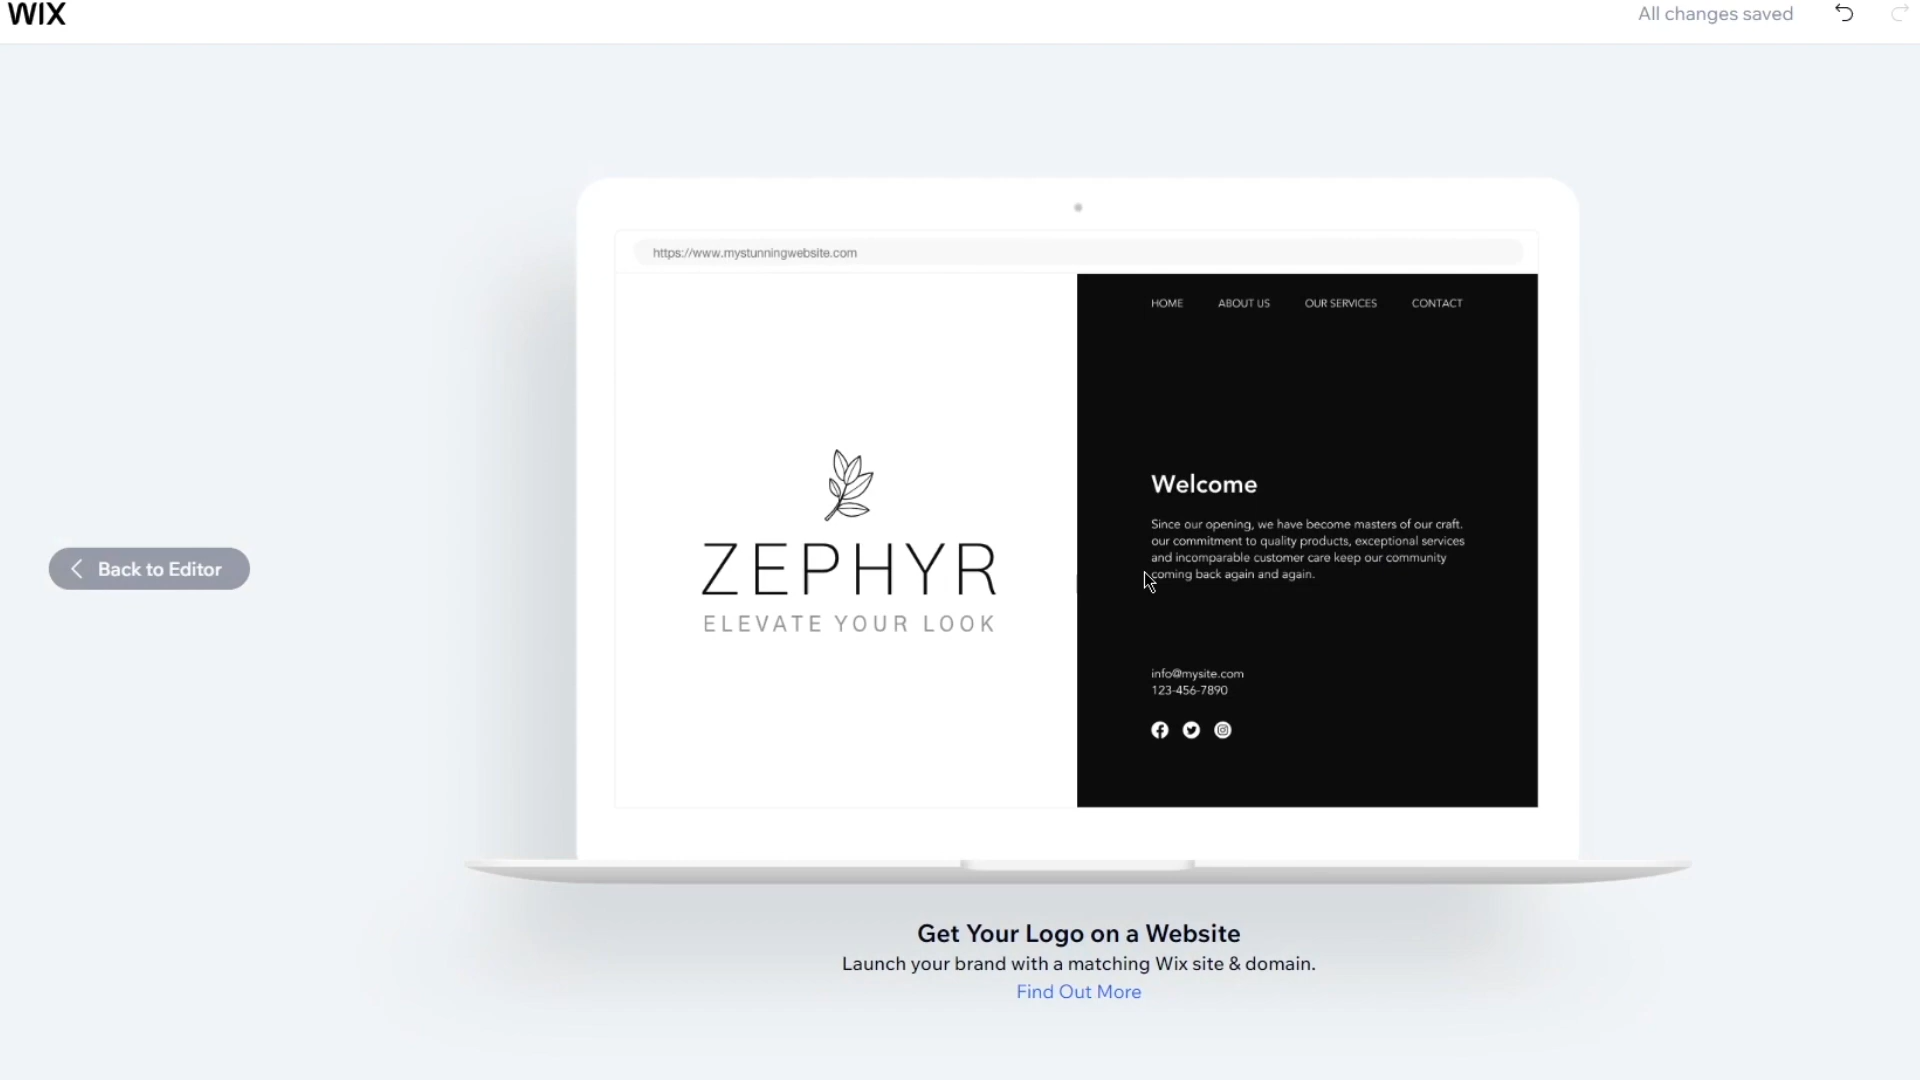 WIX
All changes saved
https://www.mystunningwebsite.com
HOME ABOUT US OUR SERVICES CONTACT
ZEPHYR
ELEVATE YOUR LOOK
Welcome
Since our opening, we have become masters of our craft.
our commitment to quality products, exceptional services
and incomparable customer care keep our community
coming back again and again.
info@mysite.com
123-456-7890
Back to Editor
Get Your Logo on a Website
Launch your brand with a matching Wix site & domain.
Find Out More